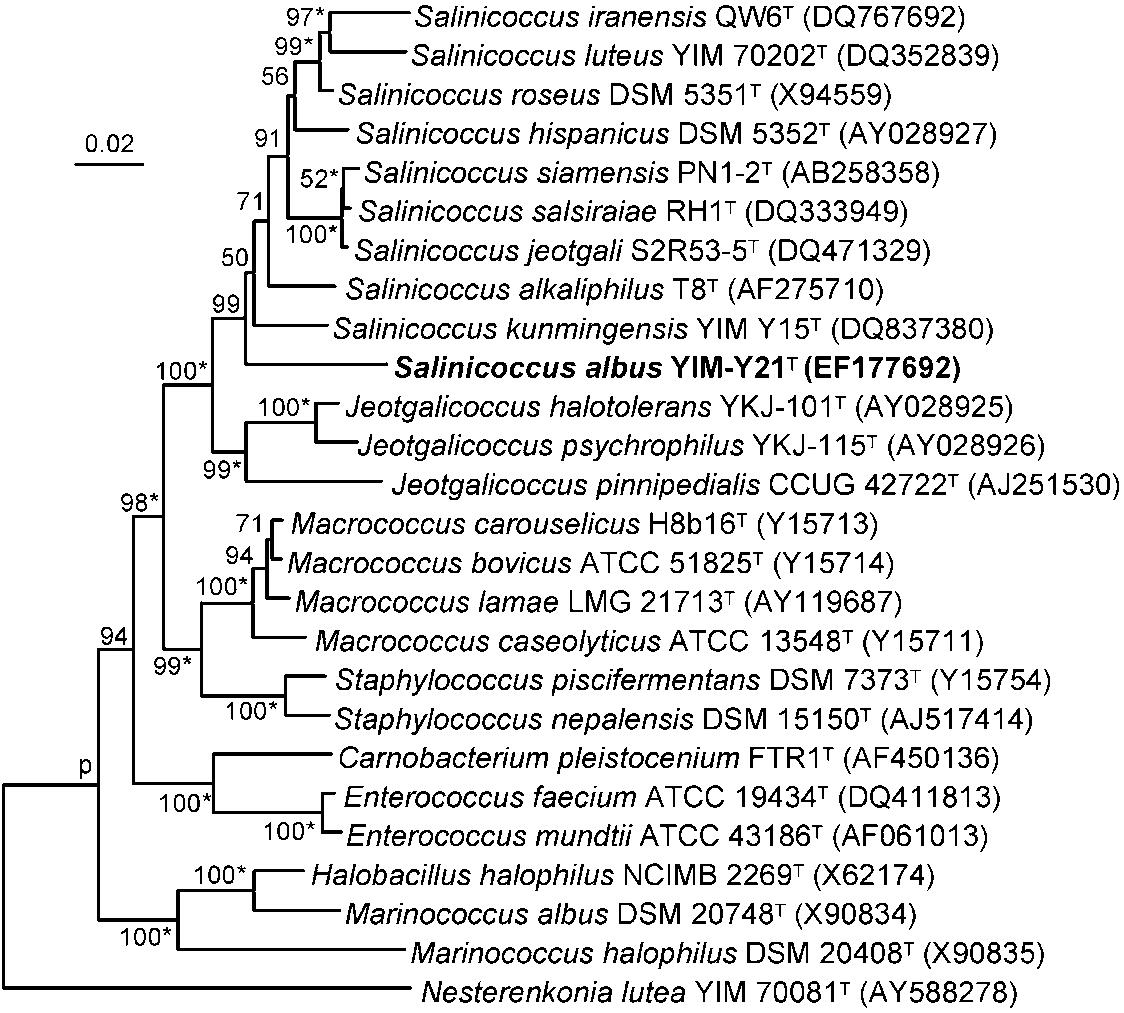 97* Salinicoccus iranensis QW6ᵀ (DQ767692)
99* Salinicoccus luteus YIM 70202ᵀ (DQ352839)
56 Salinicoccus roseus DSM 5351ᵀ (X94559)
0.02 91 Salinicoccus hispanicus DSM 5352ᵀ (AY028927)
52* Salinicoccus siamensis PN1-2ᵀ (AB258358)
71 Salinicoccus salsiraiae RH1ᵀ (DQ333949)
100* Salinicoccus jeotgali S2R53-5ᵀ (DQ471329)
50 Salinicoccus alkaliphilus T8ᵀ (AF275710)
99 Salinicoccus kunmingensis YIM Y15ᵀ (DQ837380)
100* Salinicoccus albus YIM-Y21ᵀ (EF177692)
100* Jeotgalicoccus halotolerans YKJ-101ᵀ (AY028925)
Jeotgalicoccus psychrophilus YKJ-115ᵀ (AY028926)
99* Jeotgalicoccus pinnipedialis CCUG 42722ᵀ (AJ251530)
98* 71 Macrococcus carouselicus H8b16ᵀ (Y15713)
94 Macrococcus bovicus ATCC 51825ᵀ (Y15714)
100* Macrococcus lamae LMG 21713ᵀ (AY119687)
94 Macrococcus caseolyticus ATCC 13548ᵀ (Y15711)
99* Staphylococcus piscifermentans DSM 7373ᵀ (Y15754)
100* Staphylococcus nepalensis DSM 15150ᵀ (AJ517414)
p Carnobacterium pleistocenium FTR1ᵀ (AF450136)
100* Enterococcus faecium ATCC 19434ᵀ (DQ411813)
100* Enterococcus mundtii ATCC 43186ᵀ (AF061013)
100* Halobacillus halophilus NCIMB 2269ᵀ (X62174)
Marinococcus albus DSM 20748ᵀ (X90834)
100* Marinococcus halophilus DSM 20408ᵀ (X90835)
Nesterenkonia lutea YIM 70081ᵀ (AY588278)